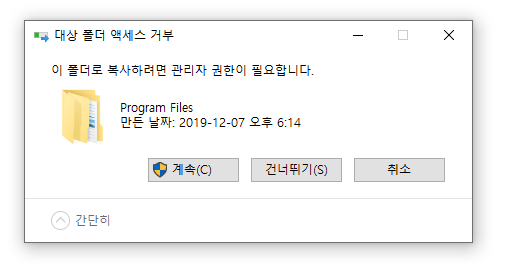 대상 폴더 액세스 거부
이 폴더로 복사하려면 관리자 권한이 필요합니다.
Program Files
만든 날짜: 2019-12-07 오후 6:14
계속(C)
건너뛰기(S)
취소
간단히